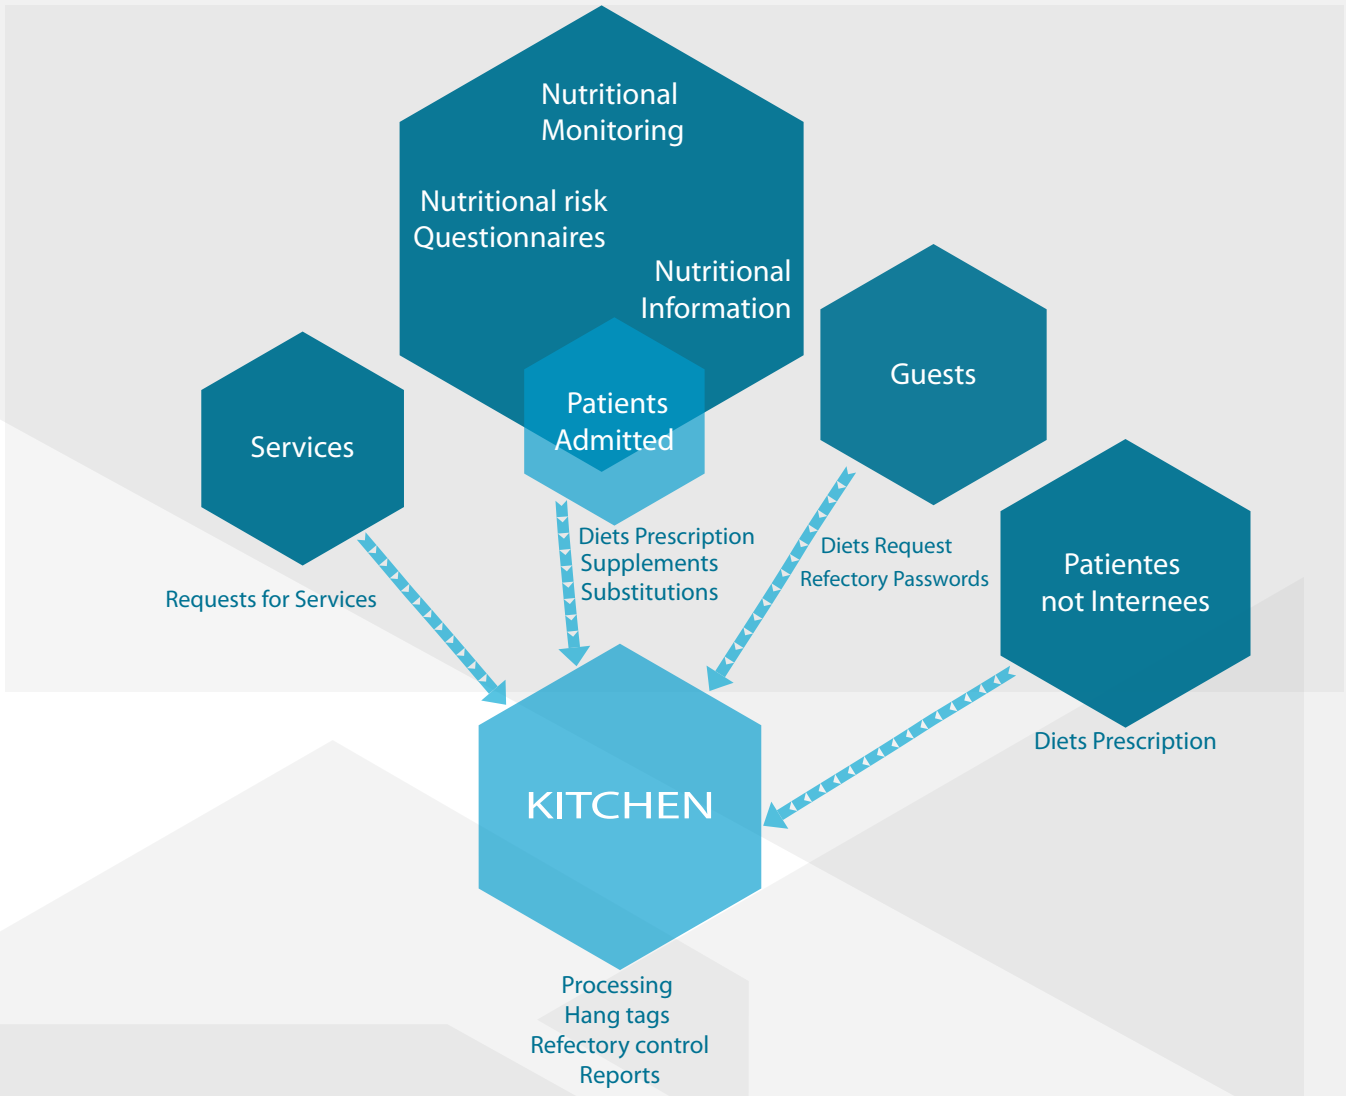 Nutritional
Monitoring
Nutritional risk
Questionnaires
Nutritional
Information
Guests
Patients
Admitted
Services
Diets Prescription
Supplements
Substitutions
Diets Request
Refectory Passwords
Patientes
not Internees
Requests for Services
Diets Prescription
KITCHEN
Processing
Hang tags
Refectory control
Reports